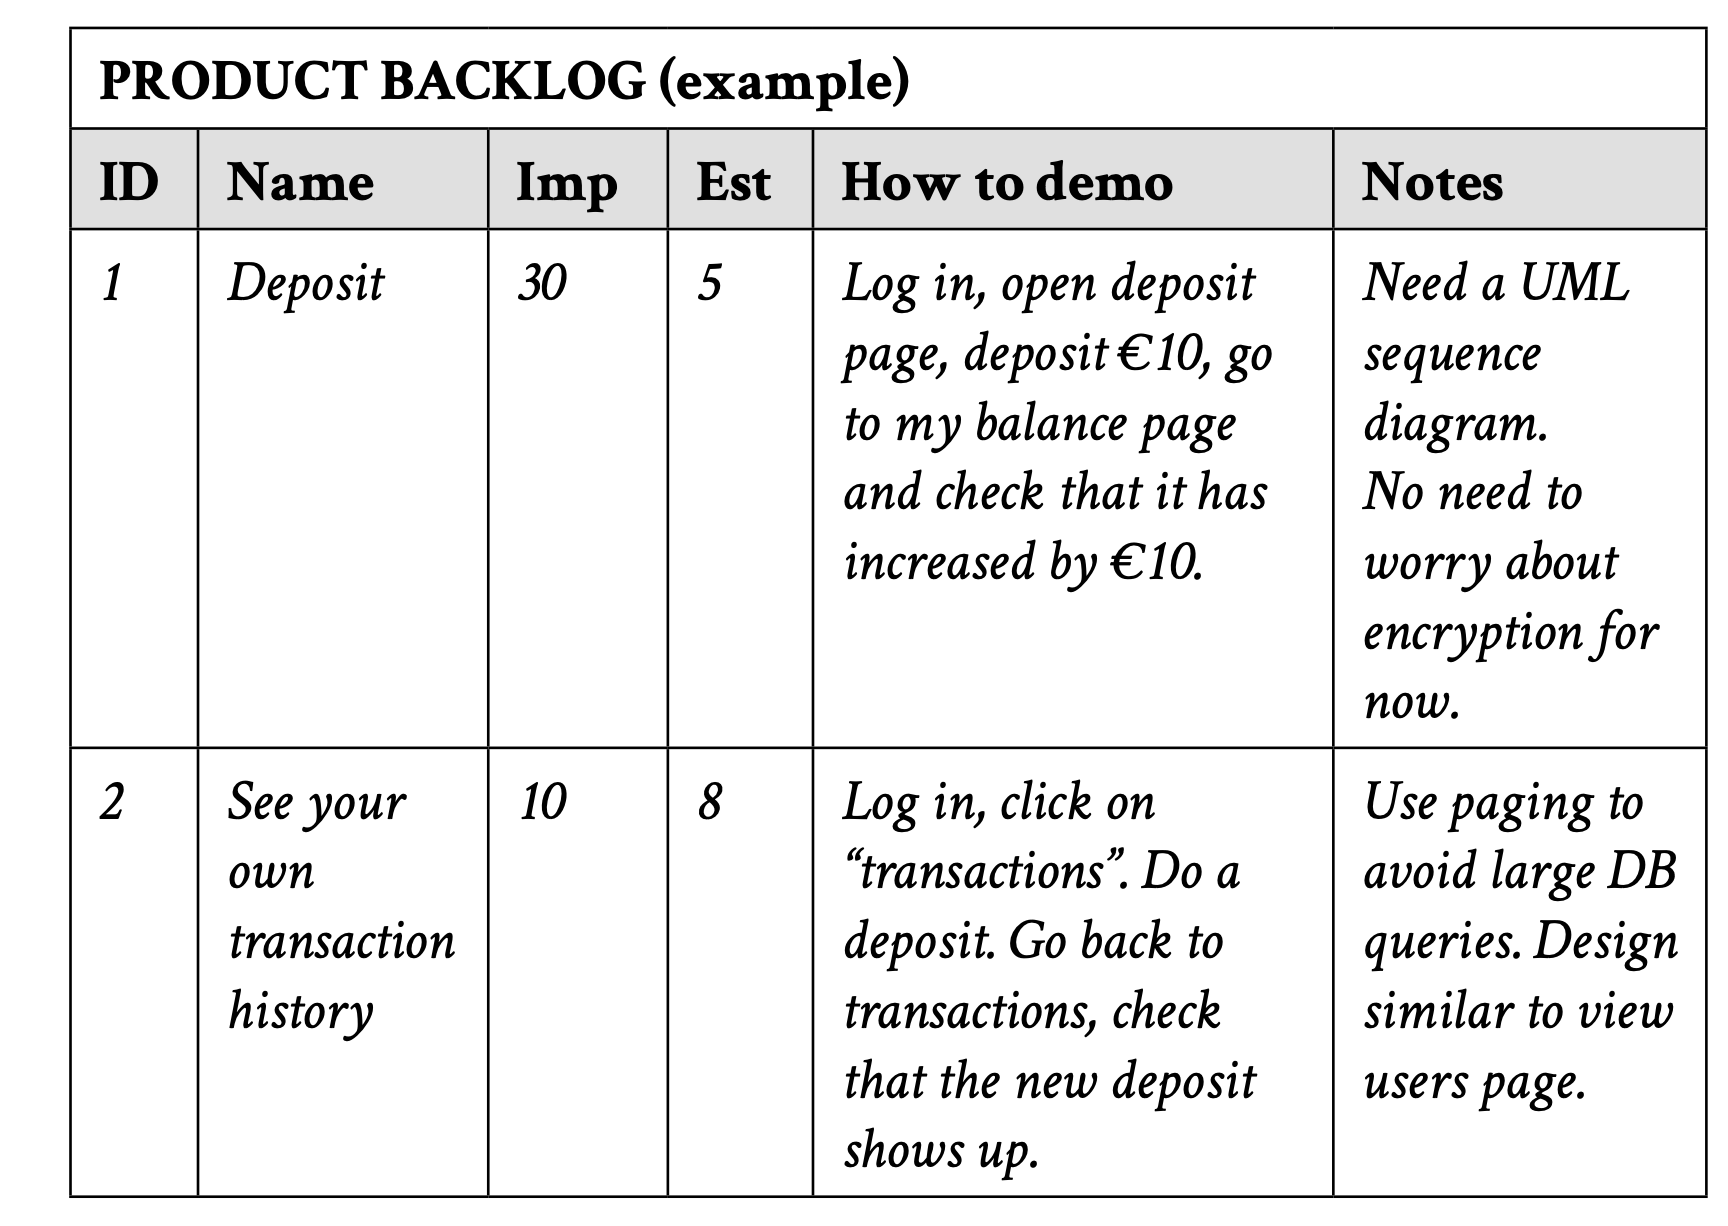 PRODUCT BACKLOG (example)
ID Name Imp Est How to demo Notes
1
Deposit
30
5
Log in, open deposit
page, deposit €10, go
to my balance page
and check that it has
increased by €10.
Need a UML
sequence
diagram.
No need to
worry about
encryption for
now.
2
See your
own
transaction
history
10
8
Log in, click on
“transactions”. Do a
deposit. Go back to
transactions, check
that the new deposit
shows up.
Use paging to
avoid large DB
queries. Design
similar to view
users page.